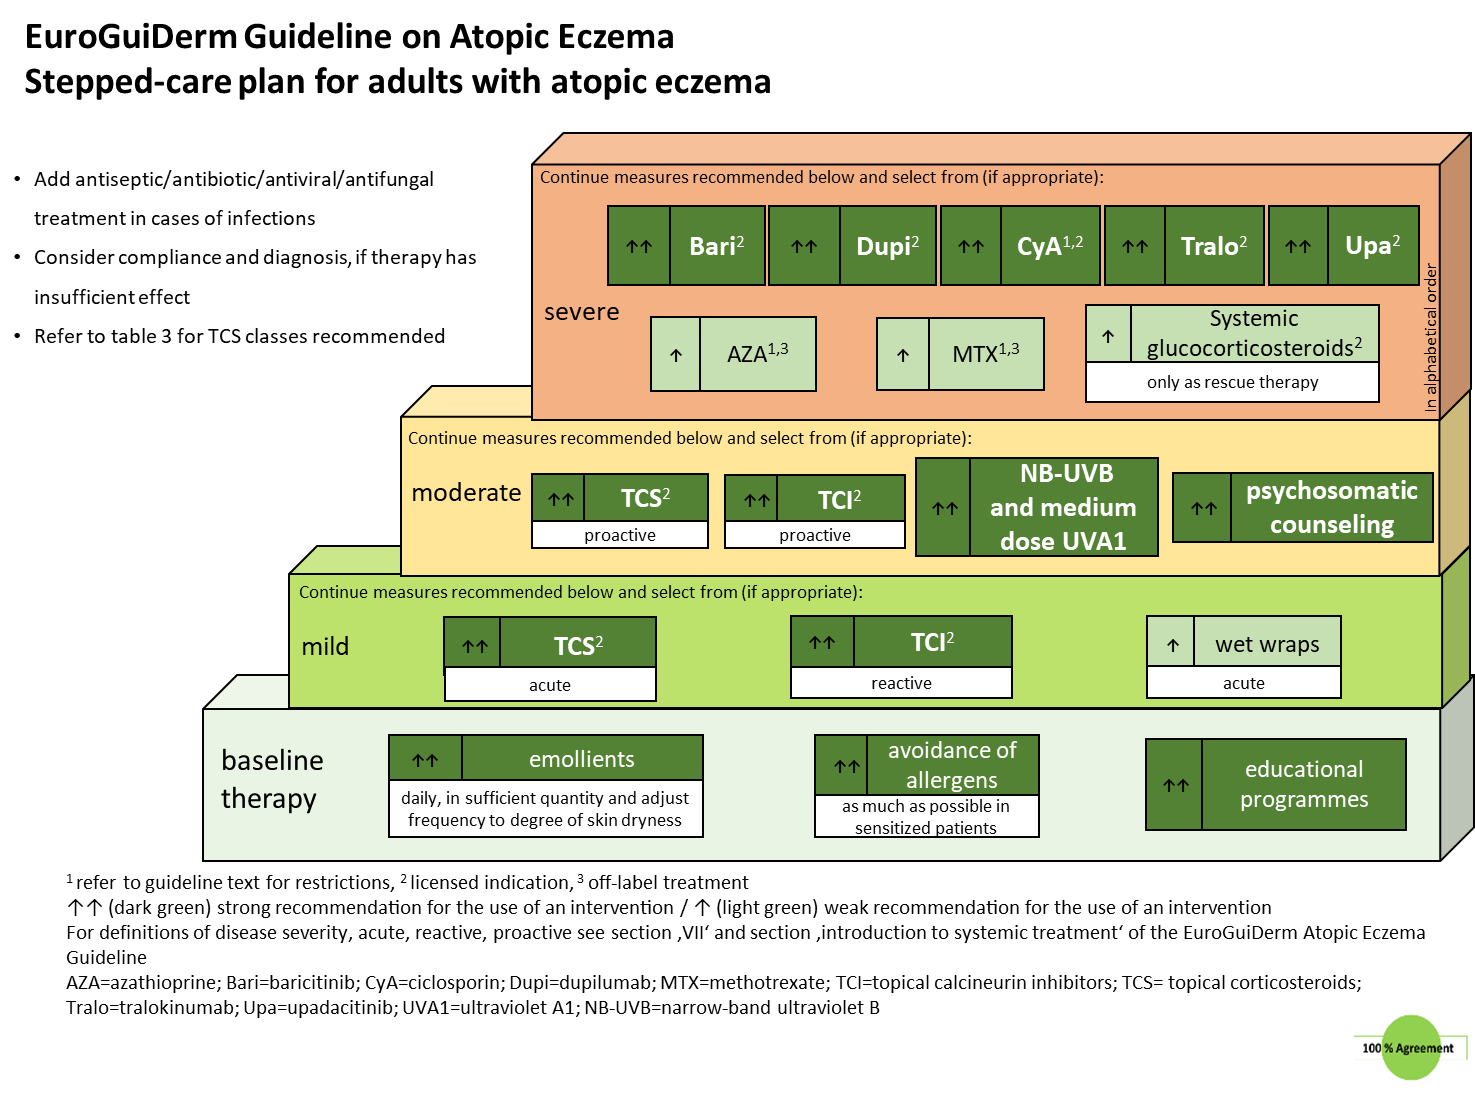 EuroGuiDerm Guideline on Atopic Eczema
Stepped-care plan for adults with atopic eczema
• Add antiseptic/antibiotic/antiviral/antifungal
treatment in cases of infections
• Consider compliance and diagnosis, if therapy has
insufficient effect
• Refer to table 3 for TCS classes recommended
Continue measures recommended below and select from (if appropriate):
↑↑ Bari² ↑↑ Dupi² ↑↑ CyA¹,² ↑↑ Tralo² ↑↑ Upa²
severe
↑ AZA¹,³ ↑ MTX¹,³ ↑ Systemic
glucocorticosteroids²
only as rescue therapy
In alphabetical order
Continue measures recommended below and select from (if appropriate):
moderate
↑↑ TCS²
proactive
↑↑ TCI²
proactive
↑↑ NB-UVB
and medium
dose UVA1
↑↑ psychosomatic
counseling
Continue measures recommended below and select from (if appropriate):
mild
↑↑ TCS²
acute
↑↑ TCI²
reactive
↑ wet wraps
acute
baseline
therapy
↑↑ emollients
daily, in sufficient quantity and adjust
frequency to degree of skin dryness
↑↑ avoidance of
allergens
as much as possible in
sensitized patients
↑↑ educational
programmes
¹ refer to guideline text for restrictions, ² licensed indication, ³ off-label treatment
↑↑ (dark green) strong recommendation for the use of an intervention / ↑ (light green) weak recommendation for the use of an intervention
For definitions of disease severity, acute, reactive, proactive see section ‚VII‘ and section ‚introduction to systemic treatment‘ of the EuroGuiDerm Atopic Eczema
Guideline
AZA=azathioprine; Bari=baricitinib; CyA=ciclosporin; Dupi=dupilumab; MTX=methotrexate; TCI=topical calcineurin inhibitors; TCS= topical corticosteroids;
Tralo=tralokinumab; Upa=upadacitinib; UVA1=ultraviolet A1; NB-UVB=narrow-band ultraviolet B
100 % Agreement